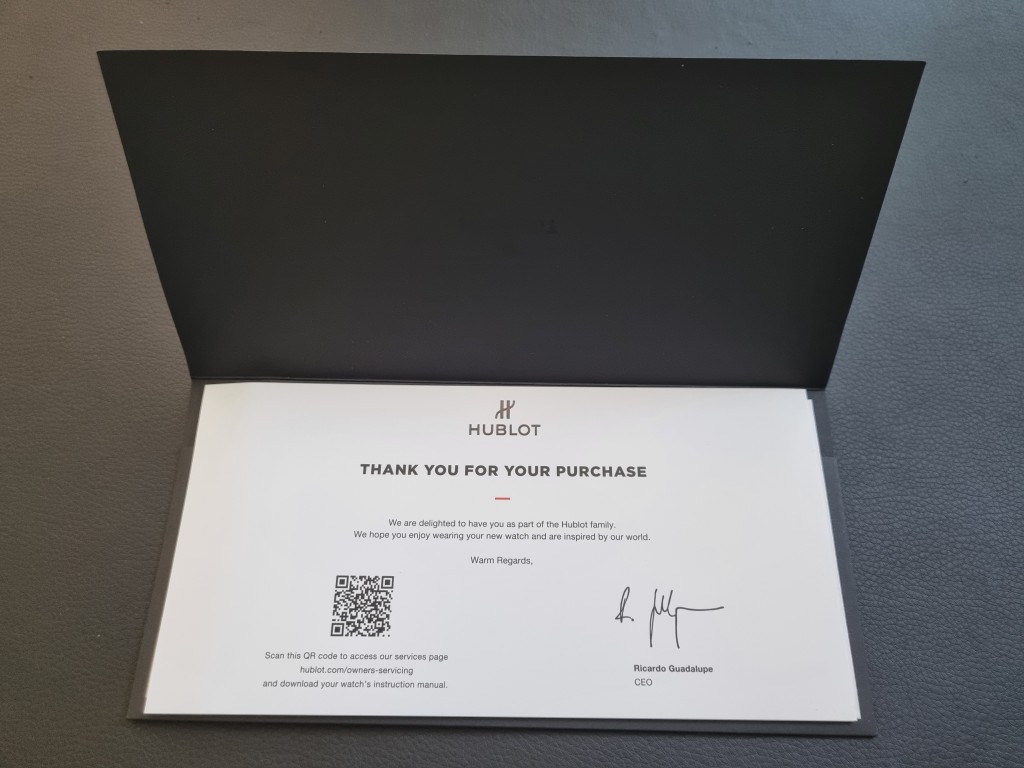 HUBLOT
THANK YOU FOR YOUR PURCHASE
We are delighted to have you as part of the Hublot family.
We hope you enjoy wearing your new watch and are inspired by our world.
Warm Regards,
Scan this QR code to access our services page
hublot.com/owners-servicing
and download your watch's instruction manual.
Ricardo Guadalupe
CEO